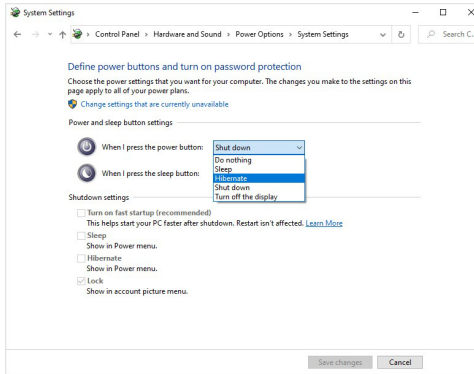 System Settings
Control Panel > Hardware and Sound > Power Options > System Settings
Search C
Define power buttons and turn on password protection
Choose the power settings that you want for your computer. The changes you make to the settings on this
page apply to all of your power plans.
Change settings that are currently unavailable
Power and sleep button settings
When I press the power button: Shut down
Do nothing
Sleep
When I press the sleep button: Hibernate
Shut down
Turn off the display
Shutdown settings
Turn on fast startup (recommended)
This helps start your PC faster after shutdown. Restart isn't affected. Learn More
Sleep
Show in Power menu.
Hibernate
Show in Power menu.
Lock
Show in account picture menu.
Save changes Cancel